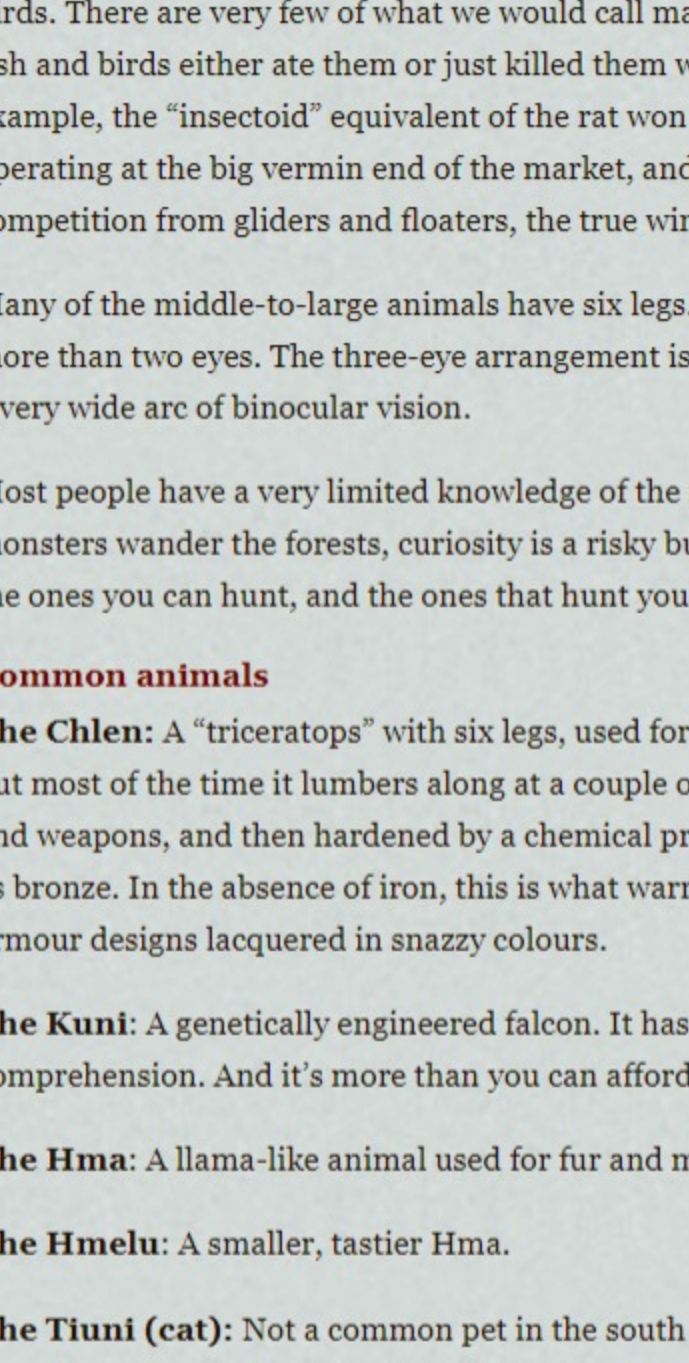 rds. There are very few of what we would call ma
sh and birds either ate them or just killed them w
xample, the “insectoid” equivalent of the rat won
perating at the big vermin end of the market, and
ompetition from gliders and floaters, the true win
any of the middle-to-large animals have six legs.
ore than two eyes. The three-eye arrangement is
very wide arc of binocular vision.
ost people have a very limited knowledge of the
onsters wander the forests, curiosity is a risky bu
e ones you can hunt, and the ones that hunt you
ommon animals
he Chlen: A “triceratops” with six legs, used for
ut most of the time it lumbers along at a couple o
nd weapons, and then hardened by a chemical pr
s bronze. In the absence of iron, this is what warr
rmour designs lacquered in snazzy colours.
he Kuni: A genetically engineered falcon. It has
omprehension. And it’s more than you can afford
he Hma: A llama-like animal used for fur and m
he Hmelu: A smaller, tastier Hma.
he Tiuni (cat): Not a common pet in the south